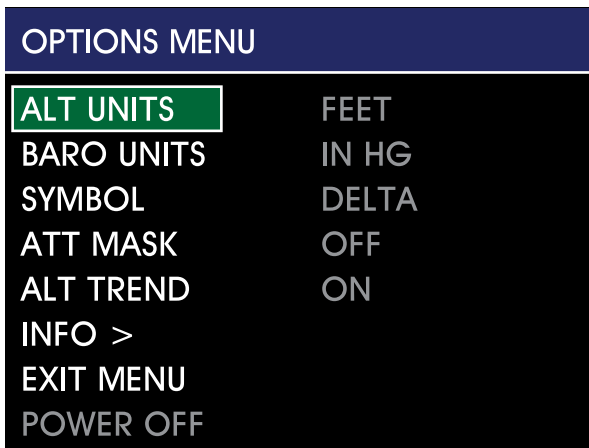 OPTIONS MENU
ALT UNITS FEET
BARO UNITS IN HG
SYMBOL DELTA
ATT MASK OFF
ALT TREND ON
INFO >
EXIT MENU
POWER OFF